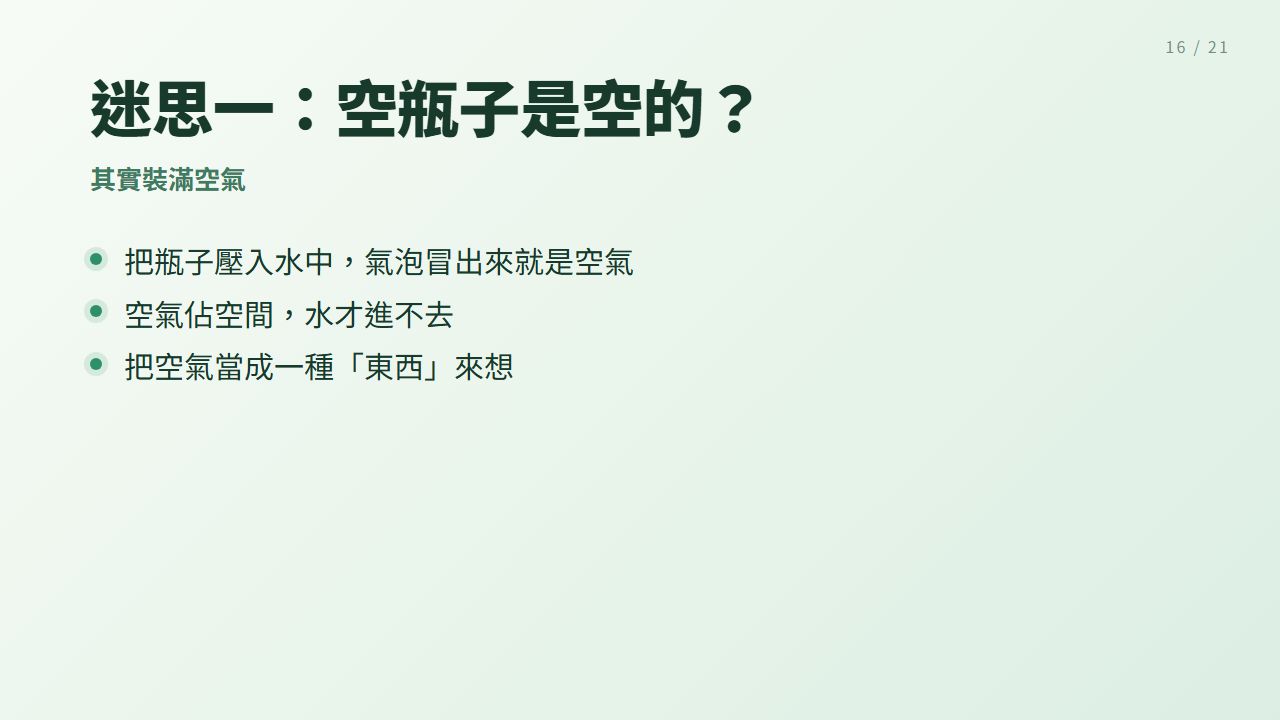 16 / 21
迷思一：空瓶子是空的？
其實裝滿空氣
把瓶子壓入水中，氣泡冒出來就是空氣
空氣佔空間，水才進不去
把空氣當成一種「東西」來想